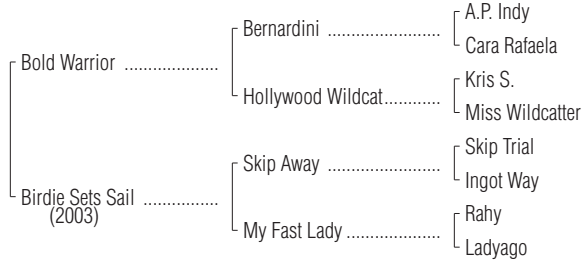 A.P. Indy
Bernardini ......................
Cara Rafaela
Bold Warrior ..................
Kris S.
Hollywood Wildcat...........
Miss Wildcatter
Skip Trial
Skip Away ......................
Ingot Way
Birdie Sets Sail ...............
(2003)
Rahy
My Fast Lady ..................
Ladyago